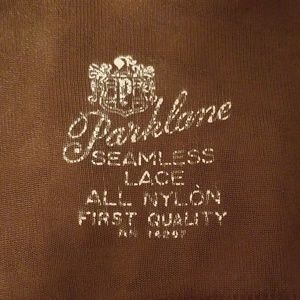 P
Parklane
SEAMLESS
LACE
ALL NYLON
FIRST QUALITY